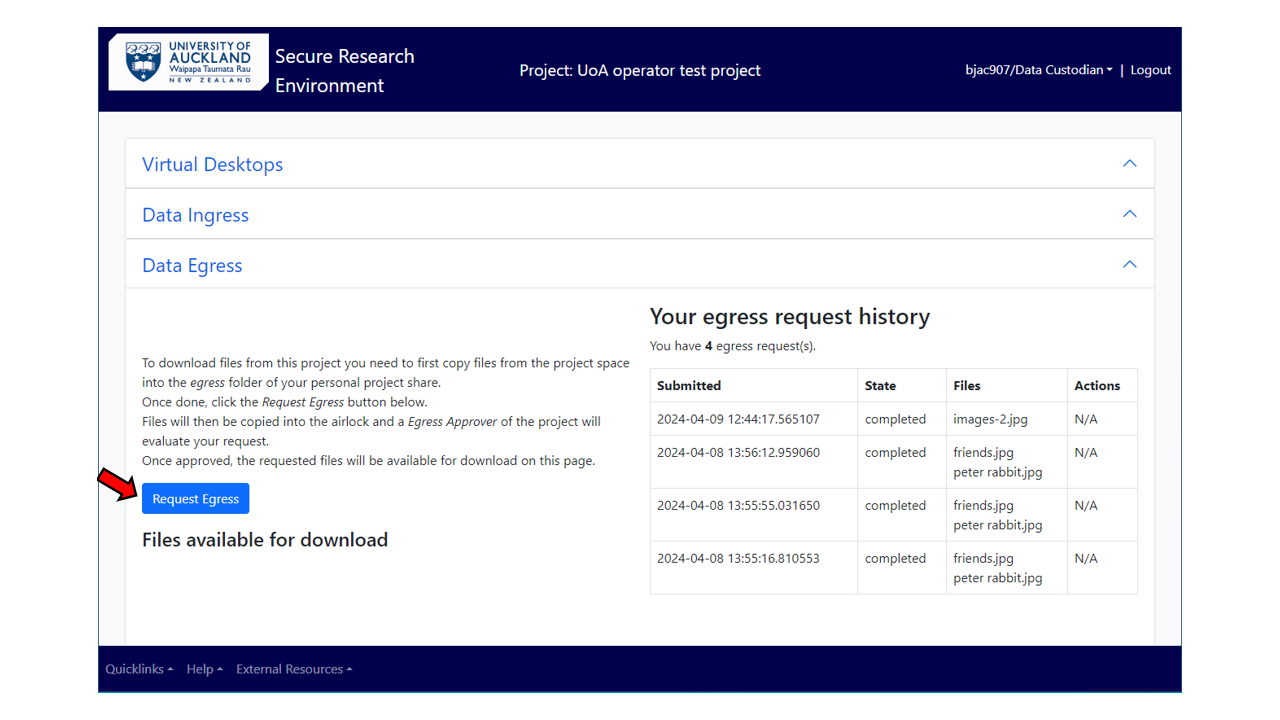 UNIVERSITY OF
AUCKLAND
Waipapa Taumata Rau
NEW ZEALAND
Secure Research
Environment
Project: UoA operator test project
bjac907/Data Custodian | Logout
Virtual Desktops
Data Ingress
Data Egress
To download files from this project you need to first copy files from the project space
into the egress folder of your personal project share.
Once done, click the Request Egress button below.
Files will then be copied into the airlock and a Egress Approver of the project will
evaluate your request.
Once approved, the requested files will be available for download on this page.
Request Egress
Files available for download
Your egress request history
You have 4 egress request(s).
Submitted State Files Actions
2024-04-09 12:44:17.565107 completed images-2.jpg N/A
2024-04-08 13:56:12.959060 completed friends.jpg N/A
peter rabbit.jpg
2024-04-08 13:55:55.031650 completed friends.jpg N/A
peter rabbit.jpg
2024-04-08 13:55:16.810553 completed friends.jpg N/A
peter rabbit.jpg
Quicklinks Help External Resources